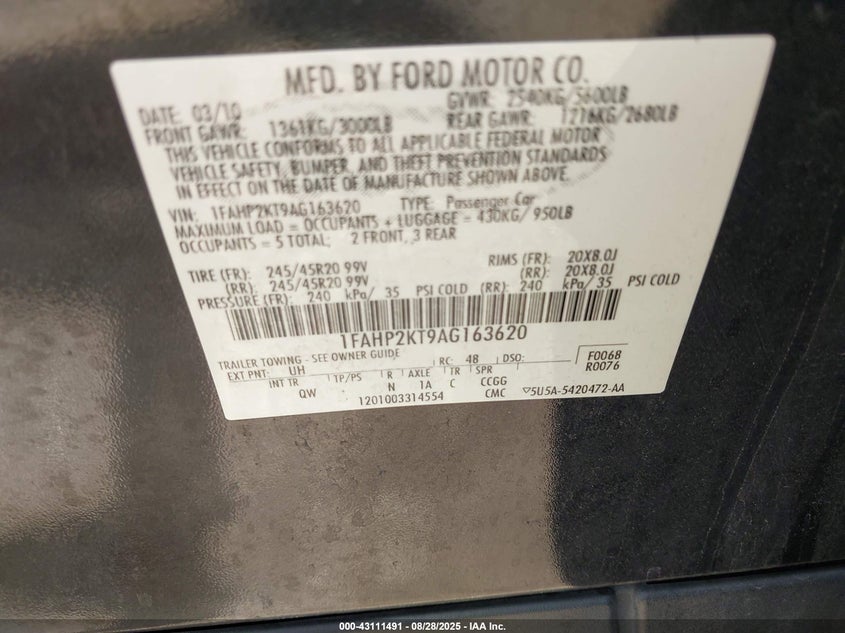 MFD. BY FORD MOTOR CO.
DATE: 03/10 GVWR: 2540KG/5600LB
FRONT GAWR: 1361KG/3000LB REAR GAWR: 1216KG/2680LB
THIS VEHICLE CONFORMS TO ALL APPLICABLE FEDERAL MOTOR
VEHICLE SAFETY, BUMPER, AND THEFT PREVENTION STANDARDS
IN EFFECT ON THE DATE OF MANUFACTURE SHOWN ABOVE.
VIN: 1FAHP2KT9AG163620 TYPE: Passenger Car
MAXIMUM LOAD = OCCUPANTS + LUGGAGE = 430KG/950LB
OCCUPANTS = 5 TOTAL; 2 FRONT, 3 REAR
TIRE (FR): 245/45R20 99V RIMS (FR): 20X8.0J
(RR): 245/45R20 99V (RR): 20X8.0J
PRESSURE (FR): 240 kPa/ 35 PSI COLD (RR): 240 kPa/ 35 PSI COLD
1FAHP2KT9AG163620
TRAILER TOWING - SEE OWNER GUIDE
EXT PNT: UH RC: 48 DSO: F0068
R0076
INT TR TP/PS R AXLE TR SPR
QW N 1A C CCGG
1201003314554 CMC ▽5U5A-5420472-AA
000-43111491 - 08/28/2025 - IAA Inc.